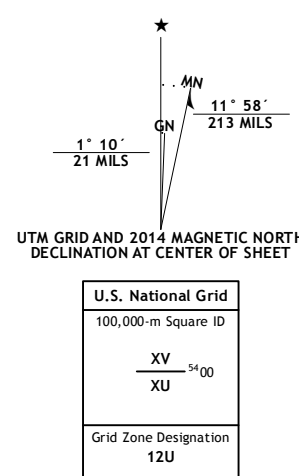 ★
MN
11° 58´
213 MILS
GN
1° 10´
21 MILS
UTM GRID AND 2014 MAGNETIC NORTH
DECLINATION AT CENTER OF SHEET
U.S. National Grid
100,000-m Square ID
XV
5400
XU
Grid Zone Designation
12U